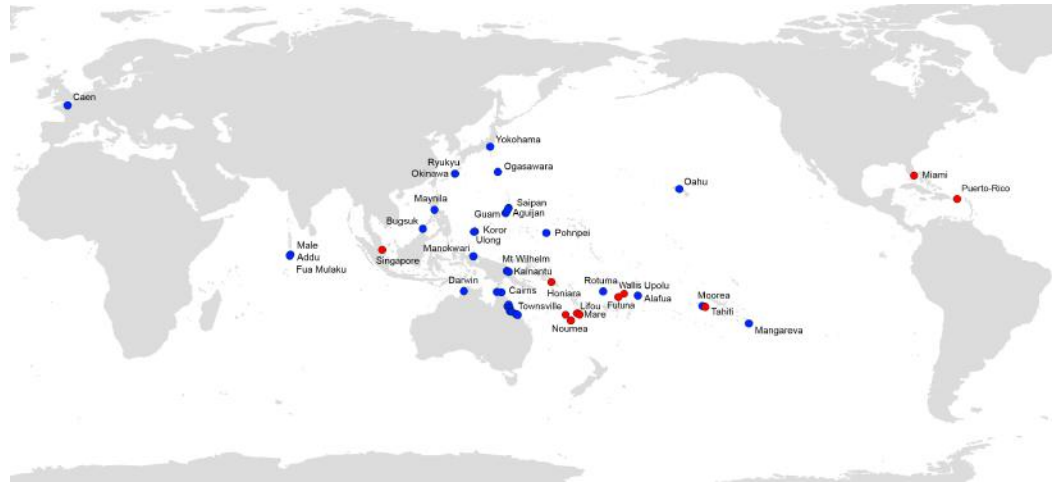 Caen
Yokohama
Ryukyu
Okinawa
Ogasawara
Miami
Puerto-Rico
Oahu
Maynila
Saipan
Guam
Aguijan
Bugsuk
Koror
Ulong
Pohnpei
Male
Addu
Fua Mulaku
Singapore
Manokwari
Mt Wilhelm
Kainantu
Darwin
Cairns
Honiara
Rotuma
Wallis Upolu
Futuna
Alafua
Moorea
Tahiti
Townsville
Lifou
Mare
Noumea
Mangareva